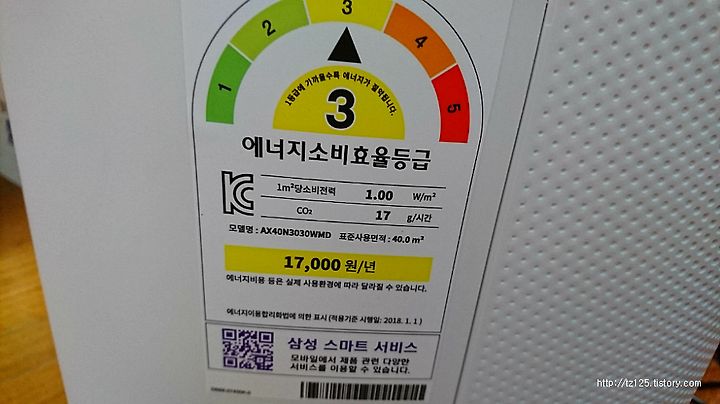 1 2 3 4 5
1등급에 가까울수록 에너지가 절약됩니다.
3
에너지소비효율등급
1m²당소비전력 1.00 W/m²
CO₂ 17 g/시간
모델명 : AX40N3030WMD 표준사용면적 : 40.0 m²
17,000 원/년
에너지비용 등은 실제 사용환경에 따라 달라질 수 있습니다.
에너지이용합리화법에 의한 표시 (적용기준 시행일: 2018. 1. 1 )
삼성 스마트 서비스
모바일에서 제품 관련 다양한
서비스를 이용할 수 있습니다.
http://tz125.tistory.com